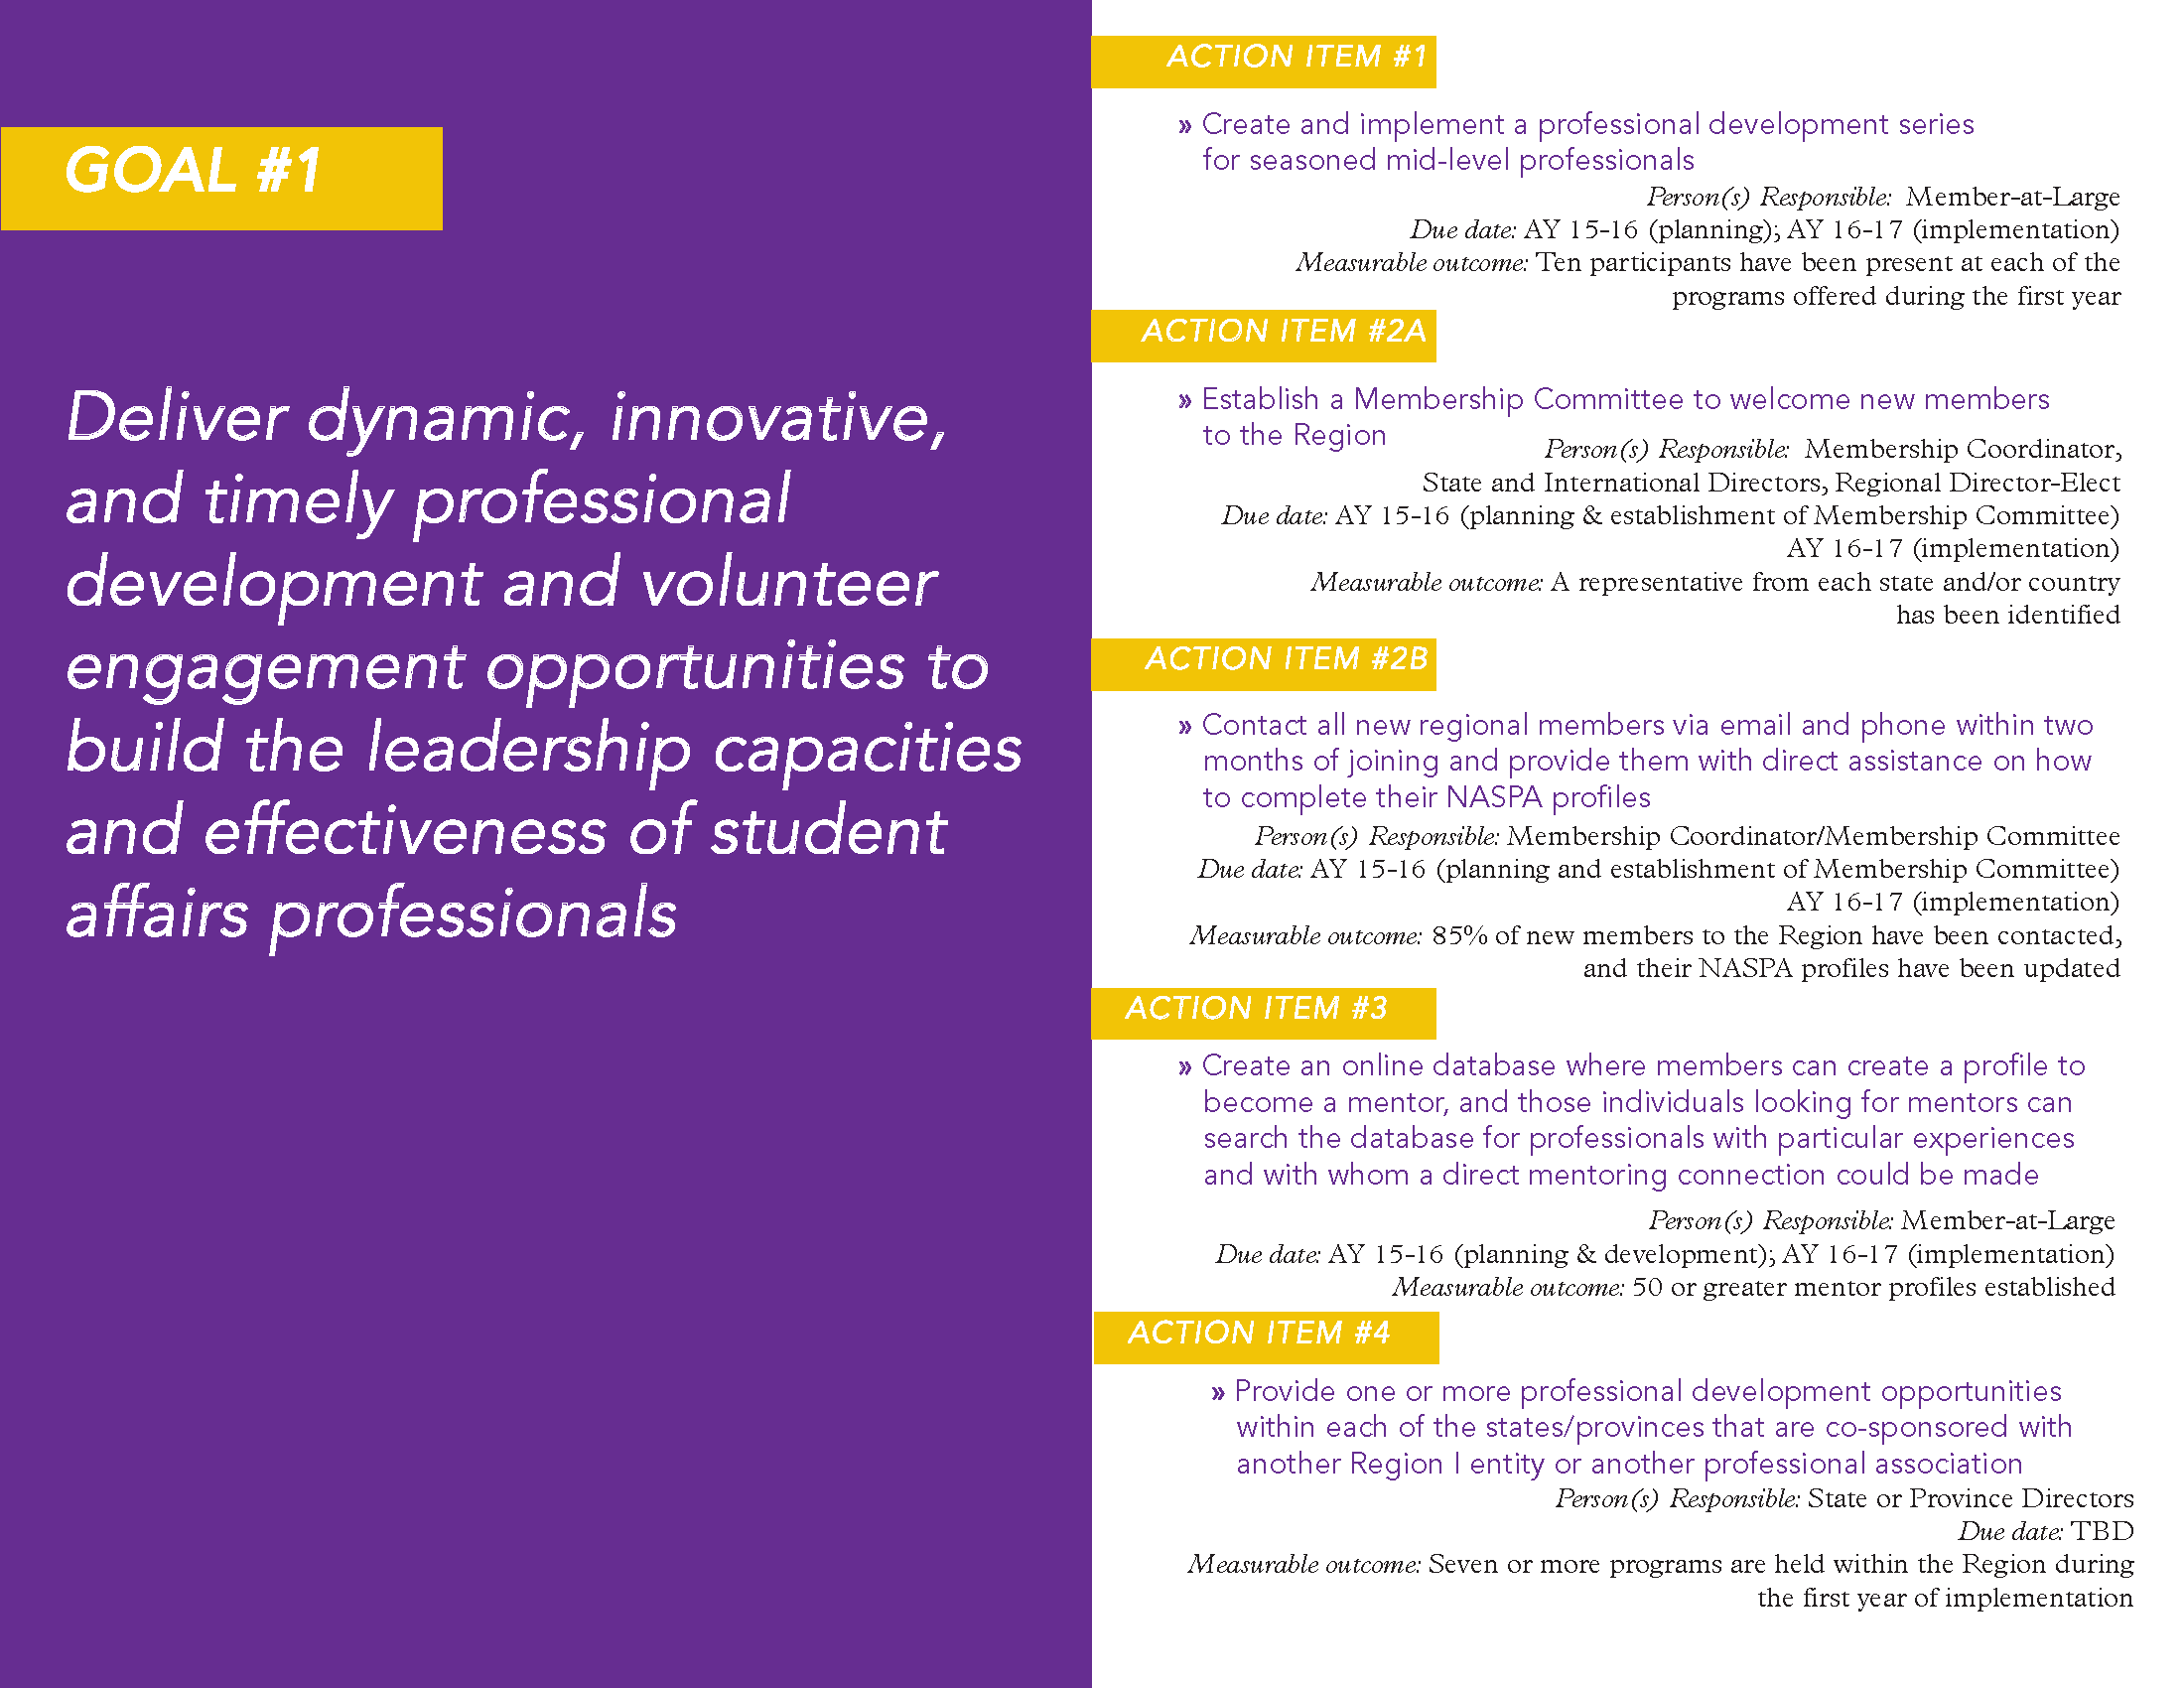 GOAL #1
Deliver dynamic, innovative,
and timely professional
development and volunteer
engagement opportunities to
build the leadership capacities
and effectiveness of student
affairs professionals
ACTION ITEM #1
» Create and implement a professional development series
for seasoned mid-level professionals
Person(s) Responsible: Member-at-Large
Due date: AY 15-16 (planning); AY 16-17 (implementation)
Measurable outcome: Ten participants have been present at each of the
programs offered during the first year
ACTION ITEM #2A
» Establish a Membership Committee to welcome new members
to the Region
Person(s) Responsible: Membership Coordinator,
State and International Directors, Regional Director-Elect
Due date: AY 15-16 (planning & establishment of Membership Committee)
AY 16-17 (implementation)
Measurable outcome: A representative from each state and/or country
has been identified
ACTION ITEM #2B
» Contact all new regional members via email and phone within two
months of joining and provide them with direct assistance on how
to complete their NASPA profiles
Person(s) Responsible: Membership Coordinator/Membership Committee
Due date: AY 15-16 (planning and establishment of Membership Committee)
AY 16-17 (implementation)
Measurable outcome: 85% of new members to the Region have been contacted,
and their NASPA profiles have been updated
ACTION ITEM #3
» Create an online database where members can create a profile to
become a mentor, and those individuals looking for mentors can
search the database for professionals with particular experiences
and with whom a direct mentoring connection could be made
Person(s) Responsible: Member-at-Large
Due date: AY 15-16 (planning & development); AY 16-17 (implementation)
Measurable outcome: 50 or greater mentor profiles established
ACTION ITEM #4
» Provide one or more professional development opportunities
within each of the states/provinces that are co-sponsored with
another Region I entity or another professional association
Person(s) Responsible: State or Province Directors
Due date: TBD
Measurable outcome: Seven or more programs are held within the Region during
the first year of implementation